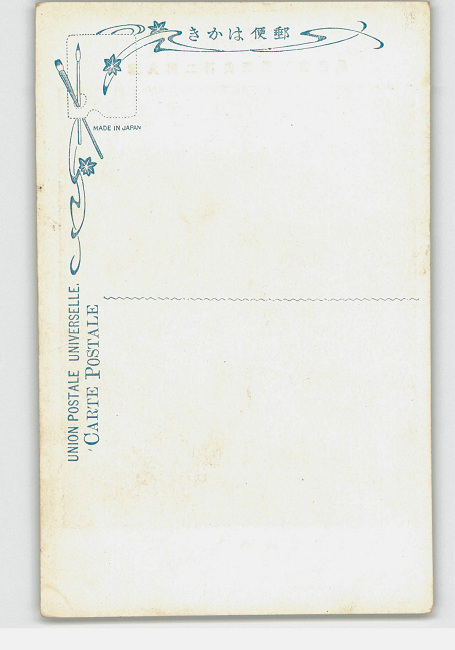 きかは便郵
MADE IN JAPAN
UNION POSTALE UNIVERSELLE.
CARTE POSTALE